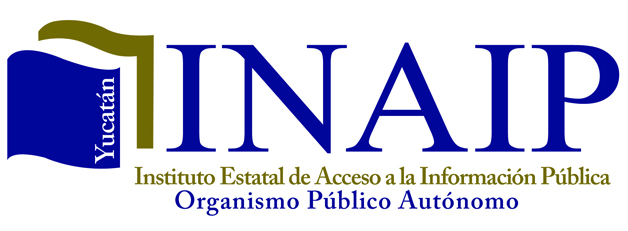 Yucatán
INAIP
Instituto Estatal de Acceso a la Información Pública
Organismo Público Autónomo